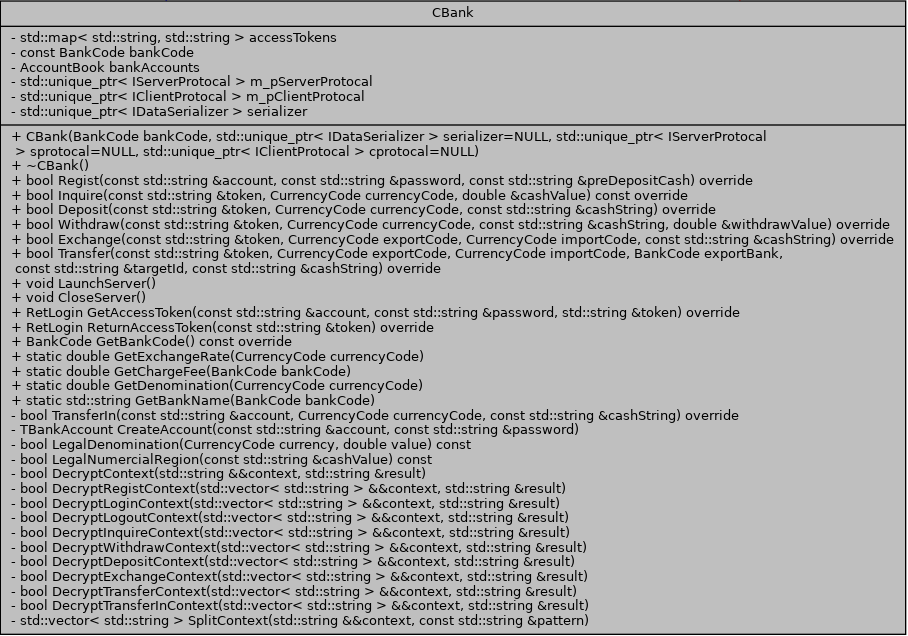 CBank
- std::map< std::string, std::string > accessTokens
- const BankCode bankCode
- AccountBook bankAccounts
- std::unique_ptr< IServerProtocal > m_pServerProtocal
- std::unique_ptr< IClientProtocal > m_pClientProtocal
- std::unique_ptr< IDataSerializer > serializer
+ CBank(BankCode bankCode, std::unique_ptr< IDataSerializer > serializer=NULL, std::unique_ptr< IServerProtocal
> sprotocal=NULL, std::unique_ptr< IClientProtocal > cprotocal=NULL)
+ ~CBank()
+ bool Regist(const std::string &account, const std::string &password, const std::string &preDepositCash) override
+ bool Inquire(const std::string &token, CurrencyCode currencyCode, double &cashValue) const override
+ bool Deposit(const std::string &token, CurrencyCode currencyCode, const std::string &cashString) override
+ bool Withdraw(const std::string &token, CurrencyCode currencyCode, const std::string &cashString, double &withdrawValue) override
+ bool Exchange(const std::string &token, CurrencyCode exportCode, CurrencyCode importCode, const std::string &cashString) override
+ bool Transfer(const std::string &token, CurrencyCode exportCode, CurrencyCode importCode, BankCode exportBank,
const std::string &targetId, const std::string &cashString) override
+ void LaunchServer()
+ void CloseServer()
+ RetLogin GetAccessToken(const std::string &account, const std::string &password, std::string &token) override
+ RetLogin ReturnAccessToken(const std::string &token) override
+ BankCode GetBankCode() const override
+ static double GetExchangeRate(CurrencyCode currencyCode)
+ static double GetChargeFee(BankCode bankCode)
+ static double GetDenomination(CurrencyCode currencyCode)
+ static std::string GetBankName(BankCode bankCode)
- bool TransferIn(const std::string &account, CurrencyCode currencyCode, const std::string &cashString) override
- TBankAccount CreateAccount(const std::string &account, const std::string &password)
- bool LegalDenomination(CurrencyCode currency, double value) const
- bool LegalNumercialRegion(const std::string &cashValue) const
- bool DecryptContext(std::string &&context, std::string &result)
- bool DecryptRegistContext(std::vector< std::string > &&context, std::string &result)
- bool DecryptLoginContext(std::vector< std::string > &&context, std::string &result)
- bool DecryptLogoutContext(std::vector< std::string > &&context, std::string &result)
- bool DecryptInquireContext(std::vector< std::string > &&context, std::string &result)
- bool DecryptWithdrawContext(std::vector< std::string > &&context, std::string &result)
- bool DecryptDepositContext(std::vector< std::string > &&context, std::string &result)
- bool DecryptExchangeContext(std::vector< std::string > &&context, std::string &result)
- bool DecryptTransferContext(std::vector< std::string > &&context, std::string &result)
- bool DecryptTransferInContext(std::vector< std::string > &&context, std::string &result)
- std::vector< std::string > SplitContext(std::string &&context, const std::string &pattern)